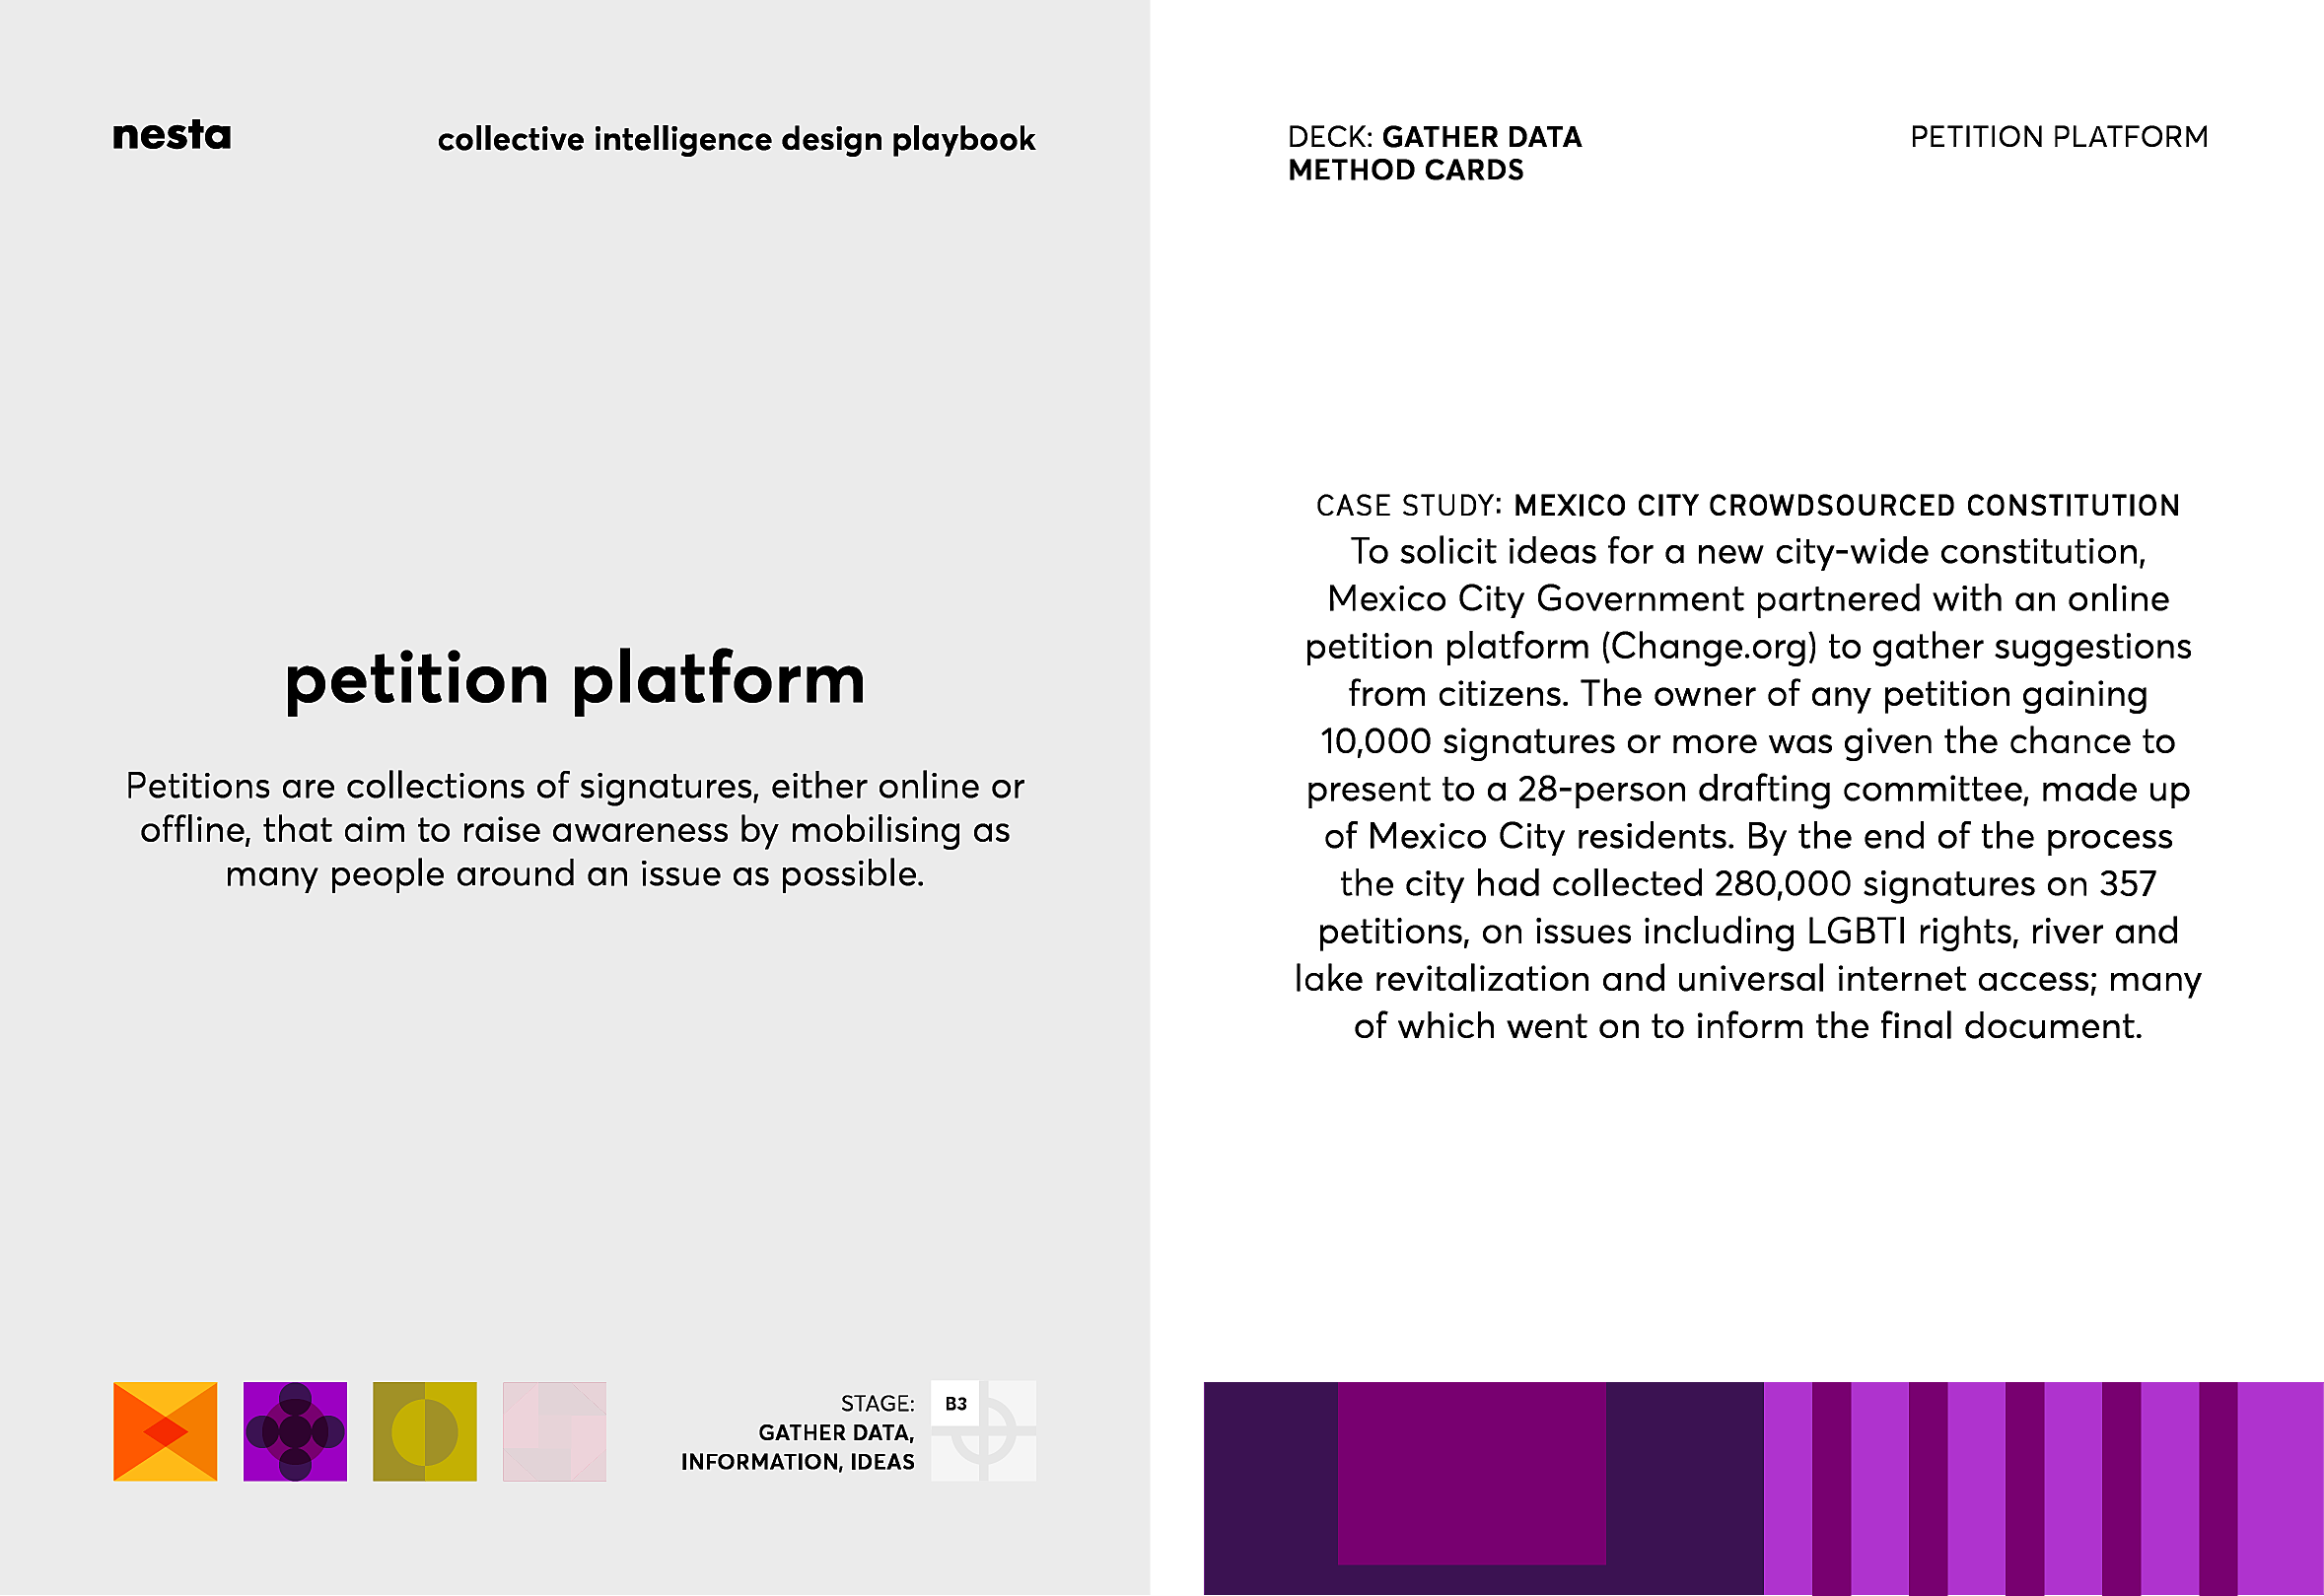 nesta
collective intelligence design playbook
petition platform
Petitions are collections of signatures, either online or
offline, that aim to raise awareness by mobilising as
many people around an issue as possible.
STAGE:
GATHER DATA,
INFORMATION, IDEAS
B3
DECK: GATHER DATA
METHOD CARDS
PETITION PLATFORM
CASE STUDY: MEXICO CITY CROWDSOURCED CONSTITUTION
To solicit ideas for a new city-wide constitution,
Mexico City Government partnered with an online
petition platform (Change.org) to gather suggestions
from citizens. The owner of any petition gaining
10,000 signatures or more was given the chance to
present to a 28-person drafting committee, made up
of Mexico City residents. By the end of the process
the city had collected 280,000 signatures on 357
petitions, on issues including LGBTI rights, river and
lake revitalization and universal internet access; many
of which went on to inform the final document.